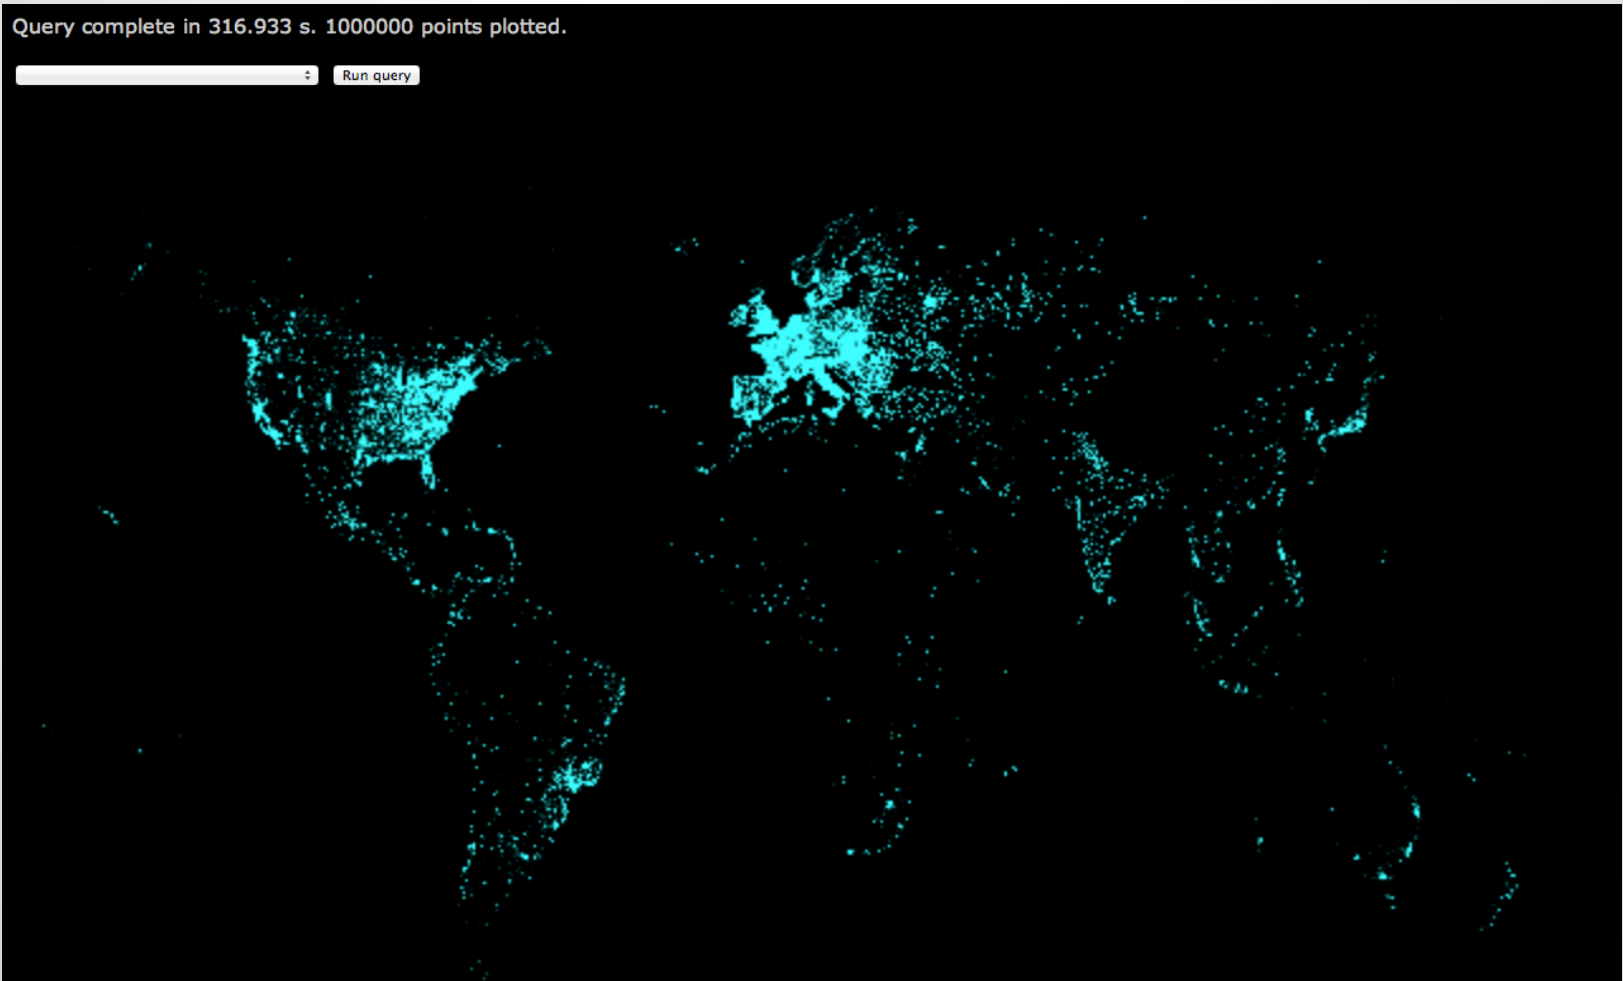 Query complete in 316.933 s. 1000000 points plotted.
Run query